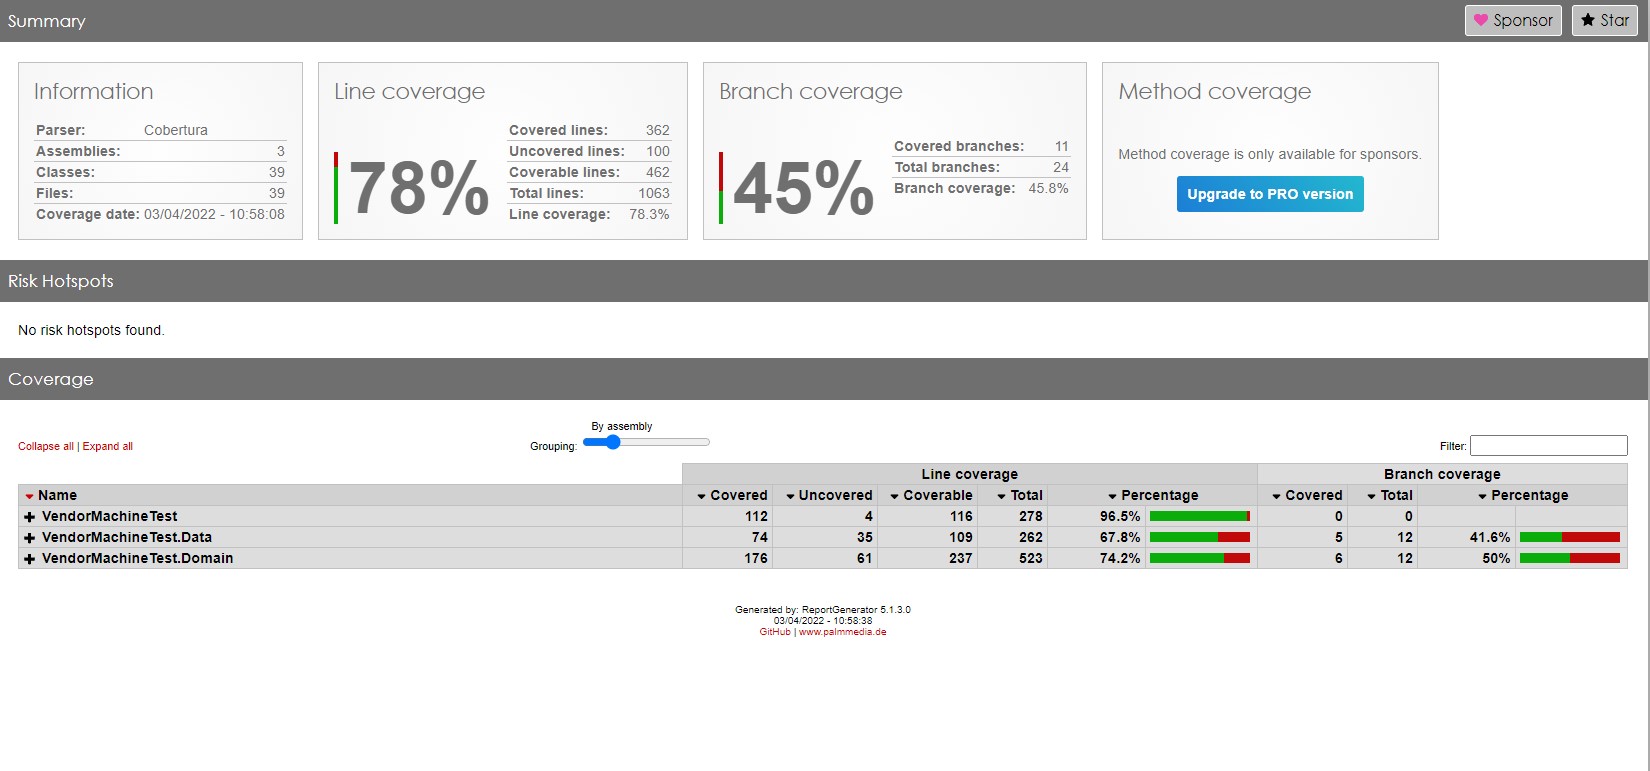 Summary
Sponsor
Star
Information
Parser: Cobertura
Assemblies: 3
Classes: 39
Files: 39
Coverage date: 03/04/2022 - 10:58:08
Line coverage
78%
Covered lines: 362
Uncovered lines: 100
Coverable lines: 462
Total lines: 1063
Line coverage: 78.3%
Branch coverage
45%
Covered branches: 11
Total branches: 24
Branch coverage: 45.8%
Method coverage
Method coverage is only available for sponsors.
Upgrade to PRO version
Risk Hotspots
No risk hotspots found.
Coverage
Collapse all | Expand all
By assembly
Grouping:
Filter:
Line coverage Branch coverage
Name Covered Uncovered Coverable Total Percentage Covered Total Percentage
VendorMachineTest 112 4 116 278 96.5% 0 0
VendorMachineTest.Data 74 35 109 262 67.8% 5 12 41.6%
VendorMachineTest.Domain 176 61 237 523 74.2% 6 12 50%
Generated by: ReportGenerator 5.1.3.0
03/04/2022 - 10:58:38
GitHub | www.palmmedia.de